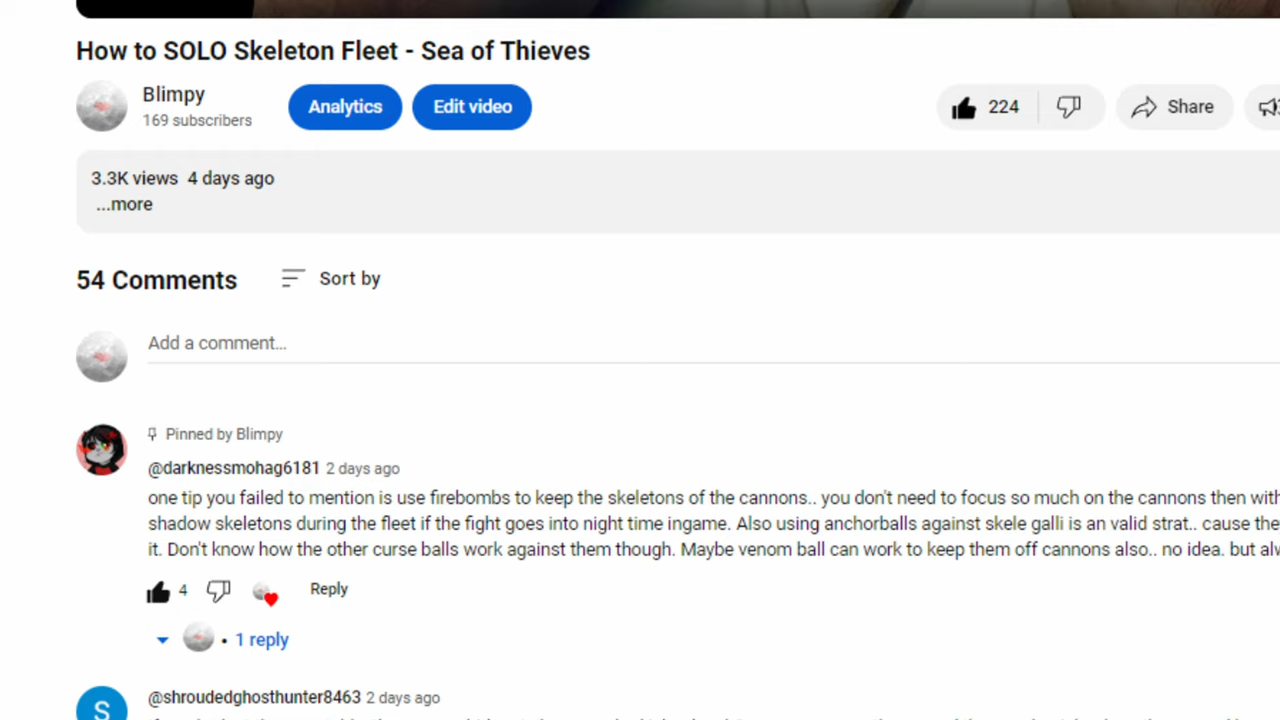 How to SOLO Skeleton Fleet - Sea of Thieves
Blimpy
169 subscribers
Analytics
Edit video
224
Share
3.3K views 4 days ago
...more
54 Comments
Sort by
Add a comment...
Pinned by Blimpy
@darknessmohag6181 2 days ago
one tip you failed to mention is use firebombs to keep the skeletons of the cannons.. you don't need to focus so much on the cannons then with
shadow skeletons during the fleet if the fight goes into night time ingame. Also using anchorballs against skele galli is an valid strat.. cause the
it. Don't know how the other curse balls work against them though. Maybe venom ball can work to keep them off cannons also.. no idea. but
4
Reply
• 1 reply
S
@shroudedghosthunter8463 2 days ago